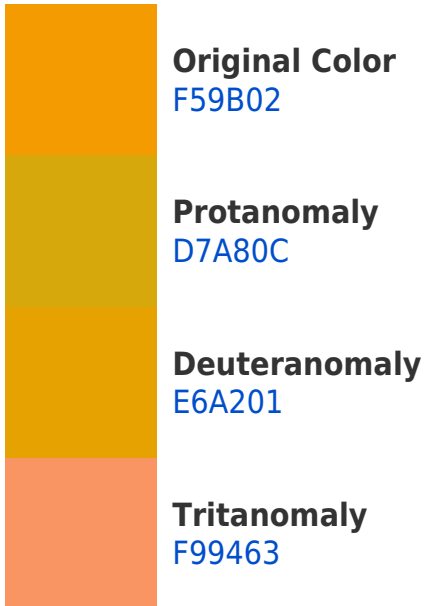 Original Color
F59B02
Protanomaly
D7A80C
Deuteranomaly
E6A201
Tritanomaly
F99463